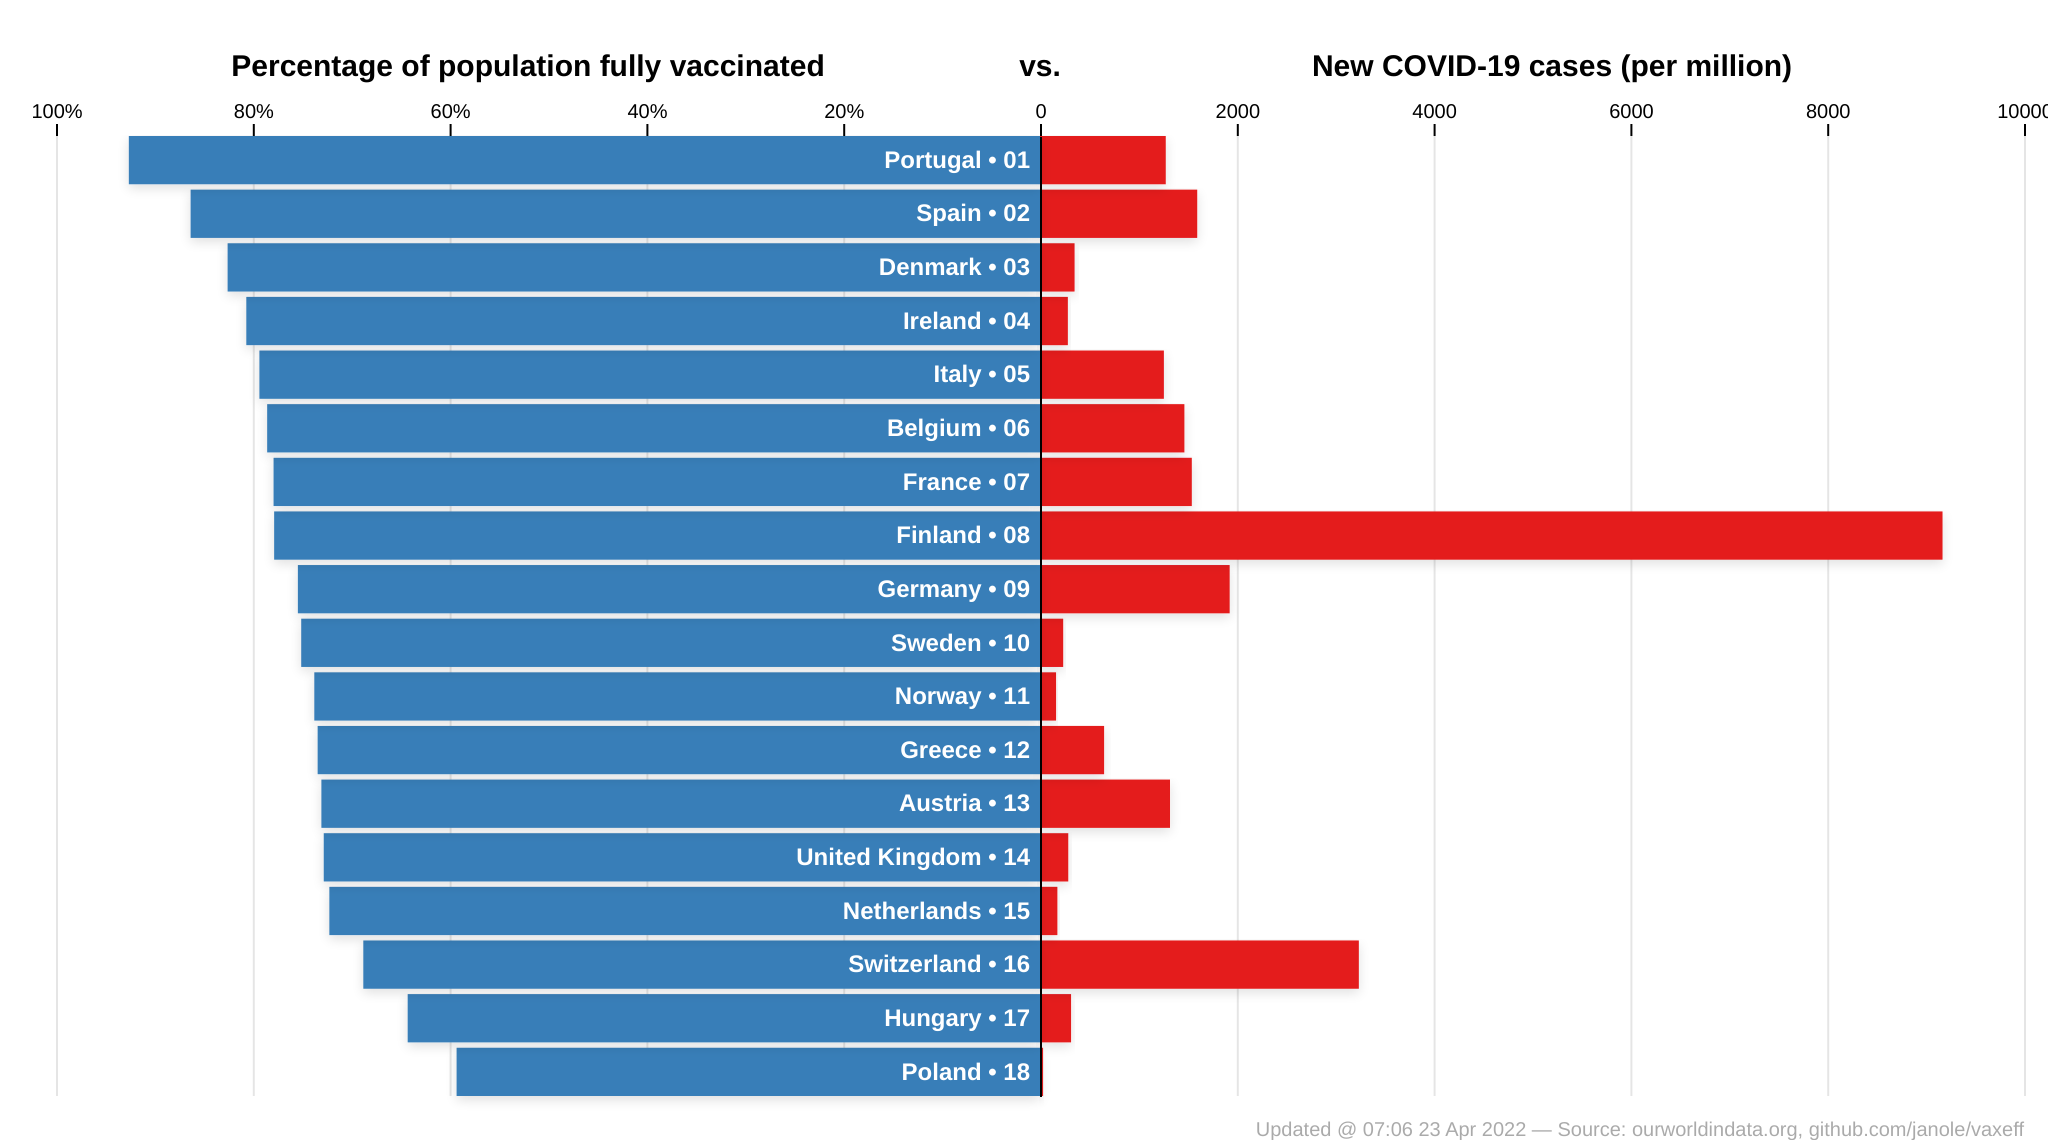 Percentage of population fully vaccinated vs. New COVID-19 cases (per million)
100% 80% 60% 40% 20% 0 2000 4000 6000 8000 10000
Portugal • 01
Spain • 02
Denmark • 03
Ireland • 04
Italy • 05
Belgium • 06
France • 07
Finland • 08
Germany • 09
Sweden • 10
Norway • 11
Greece • 12
Austria • 13
United Kingdom • 14
Netherlands • 15
Switzerland • 16
Hungary • 17
Poland • 18
Updated @ 07:06 23 Apr 2022 — Source: ourworldindata.org, github.com/janole/vaxeff